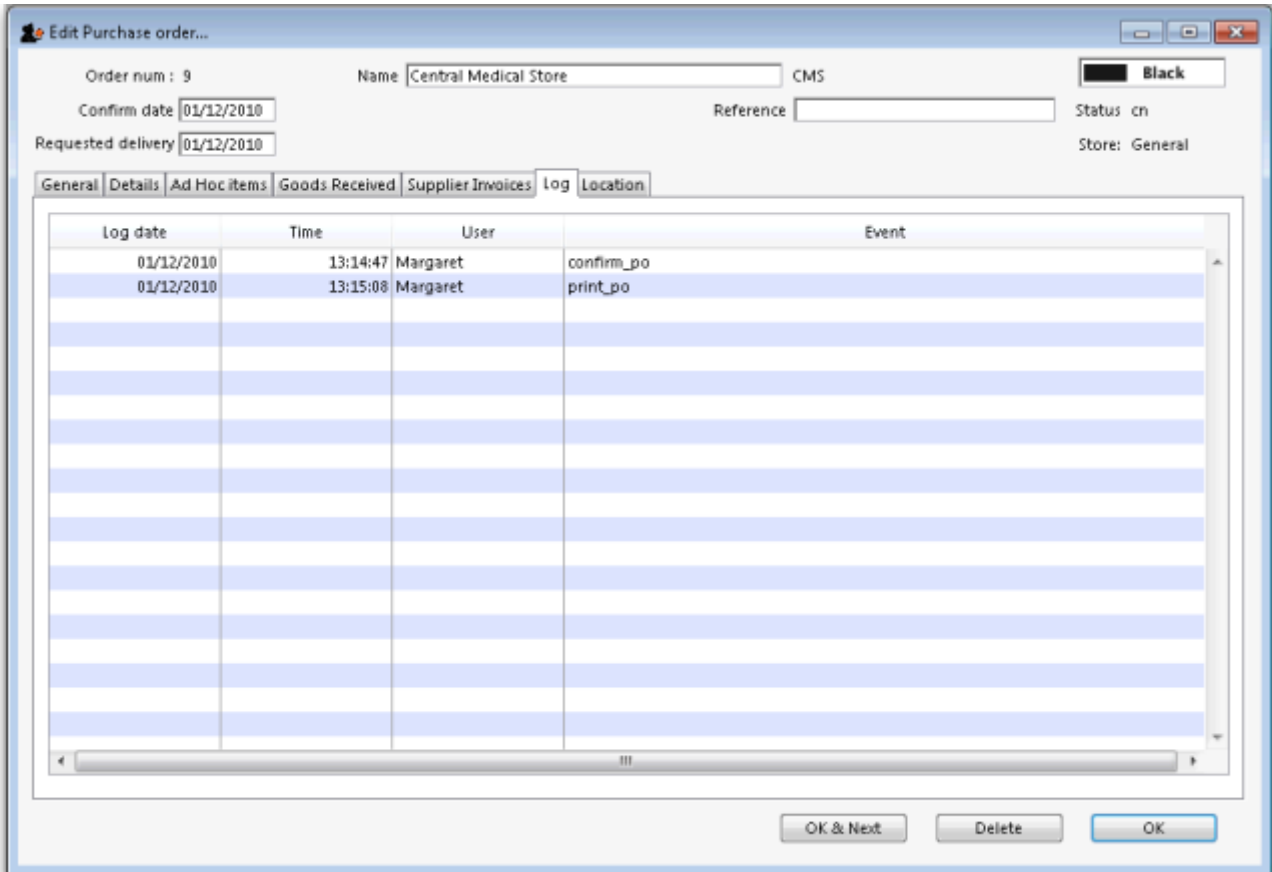 Edit Purchase order...
Order num : 9 Name Central Medical Store CMS Black
Confirm date 01/12/2010 Reference Status cn
Requested delivery 01/12/2010 Store: General
General Details Ad Hoc items Goods Received Supplier Invoices Log Location
Log date Time User Event
01/12/2010 13:14:47 Margaret confirm_po
01/12/2010 13:15:08 Margaret print_po
OK & Next Delete OK